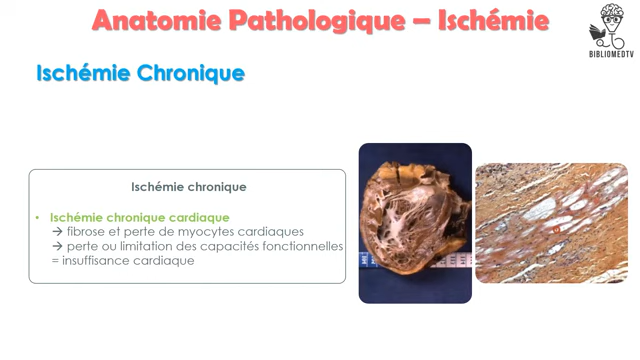 Anatomie Pathologique – Ischémie
BIBLIOMEDTV
Ischémie Chronique
Ischémie chronique
• Ischémie chronique cardiaque
→ fibrose et perte de myocytes cardiaques
→ perte ou limitation des capacités fonctionnelles
= insuffisance cardiaque